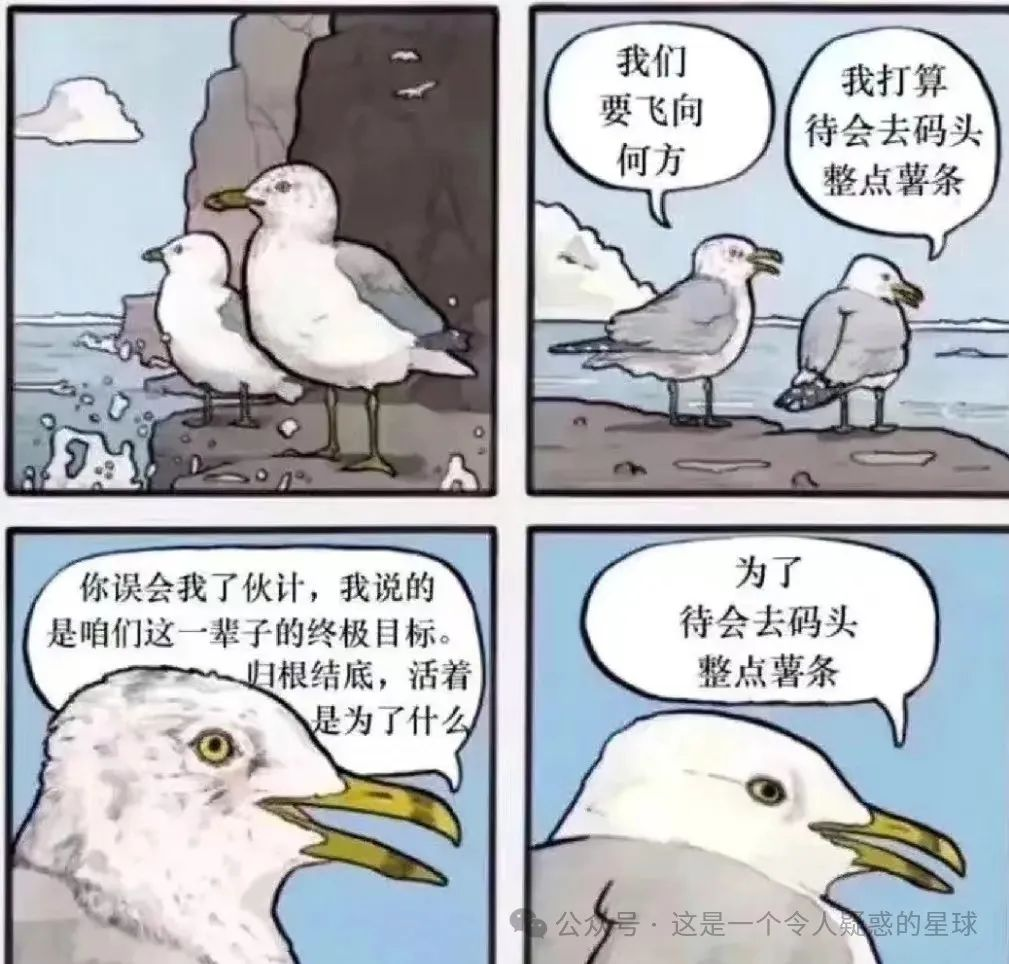 我们
要飞向
何方
我打算
待会去码头
整点薯条
你误会我了伙计，我说的
是咱们这一辈子的终极目标。
归根结底，活着
是为了什么
为了
待会去码头
整点薯条
公众号 · 这是一个令人疑惑的星球